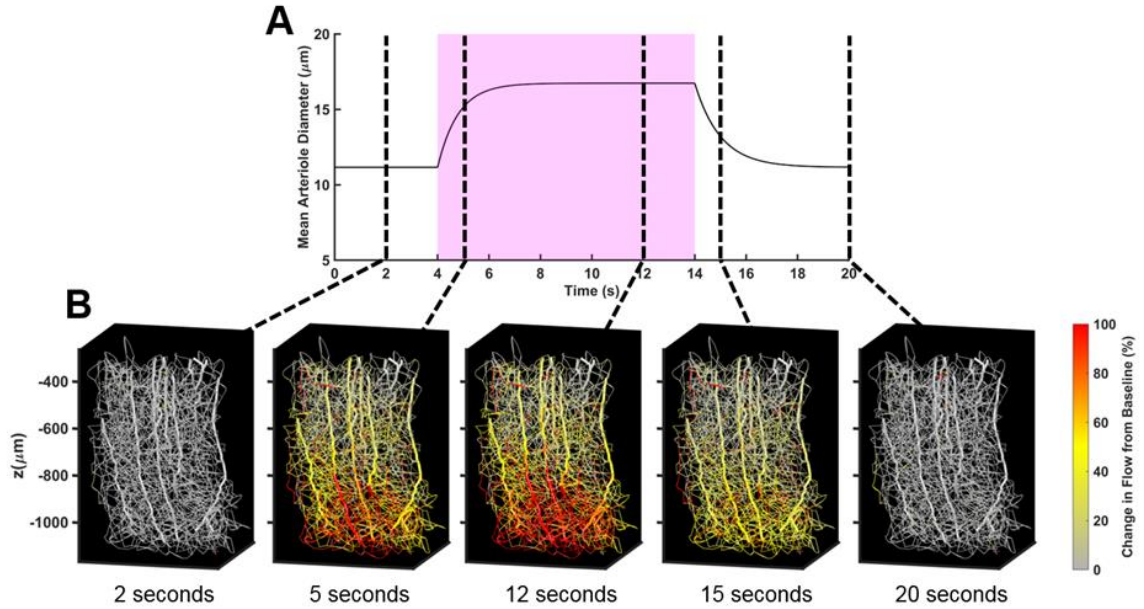 A
Mean Arteriole Diameter (μm)
20
15
10
5
0 2 4 6 8 10 12 14 16 18 20
Time (s)
B
z(μm)
-400
-600
-800
-1000
2 seconds 5 seconds 12 seconds 15 seconds 20 seconds
100
80
60
40
20
0
Change in Flow from Baseline (%)